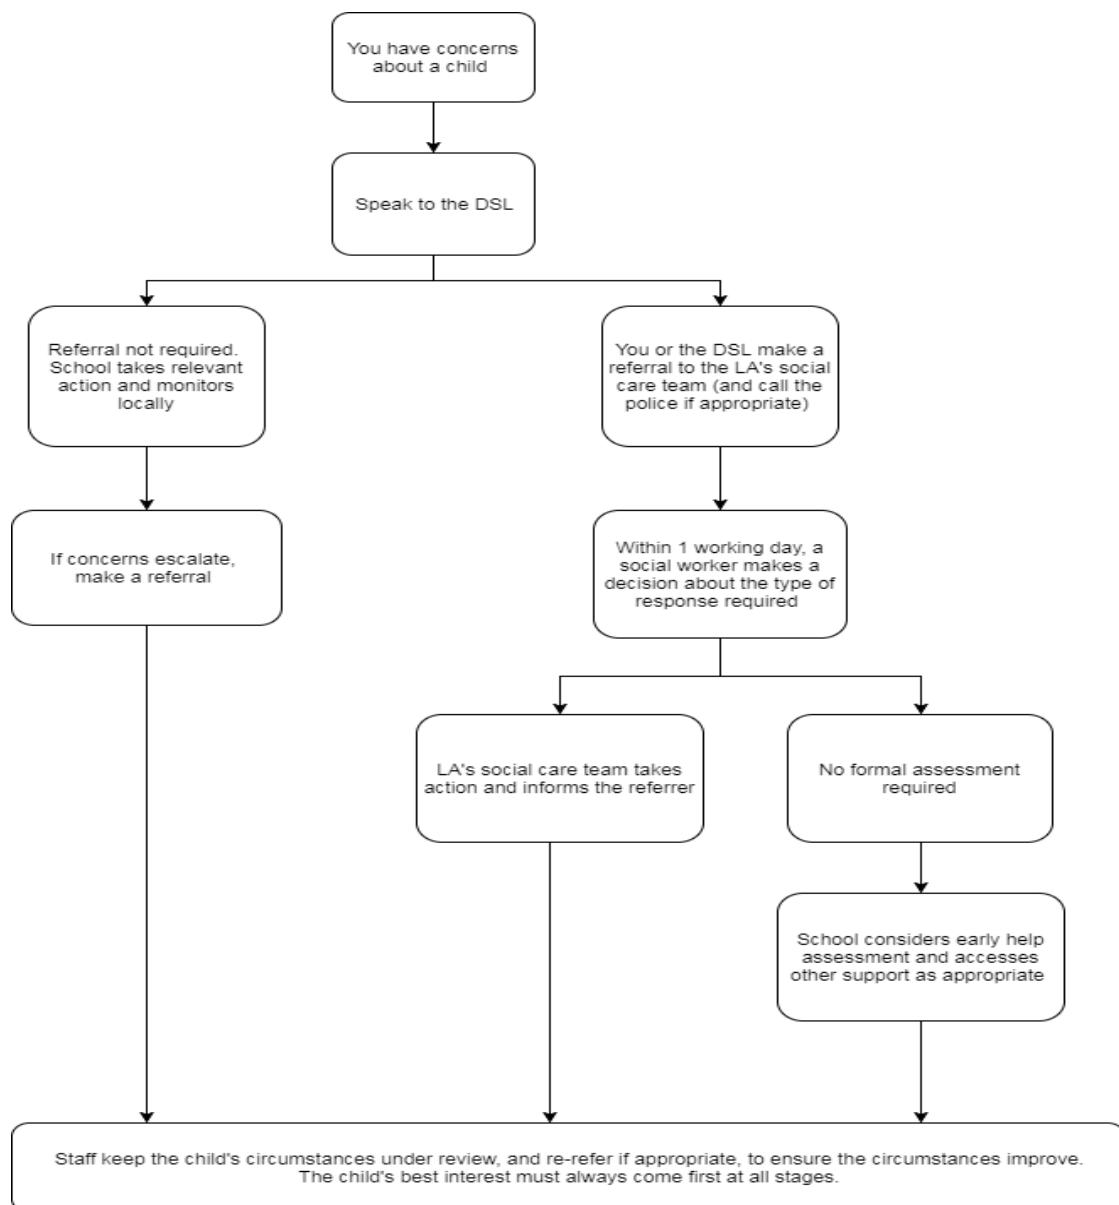 You have concerns
about a child
Speak to the DSL
Referral not required.
School takes relevant
action and monitors
locally
You or the DSL make a
referral to the LA's social
care team (and call the
police if appropriate)
If concerns escalate,
make a referral
Within 1 working day, a
social worker makes a
decision about the type of
response required
LA's social care team takes
action and informs the referrer
No formal assessment
required
School considers early help
assessment and accesses
other support as appropriate
Staff keep the child's circumstances under review, and re-refer if appropriate, to ensure the circumstances improve.
The child's best interest must always come first at all stages.